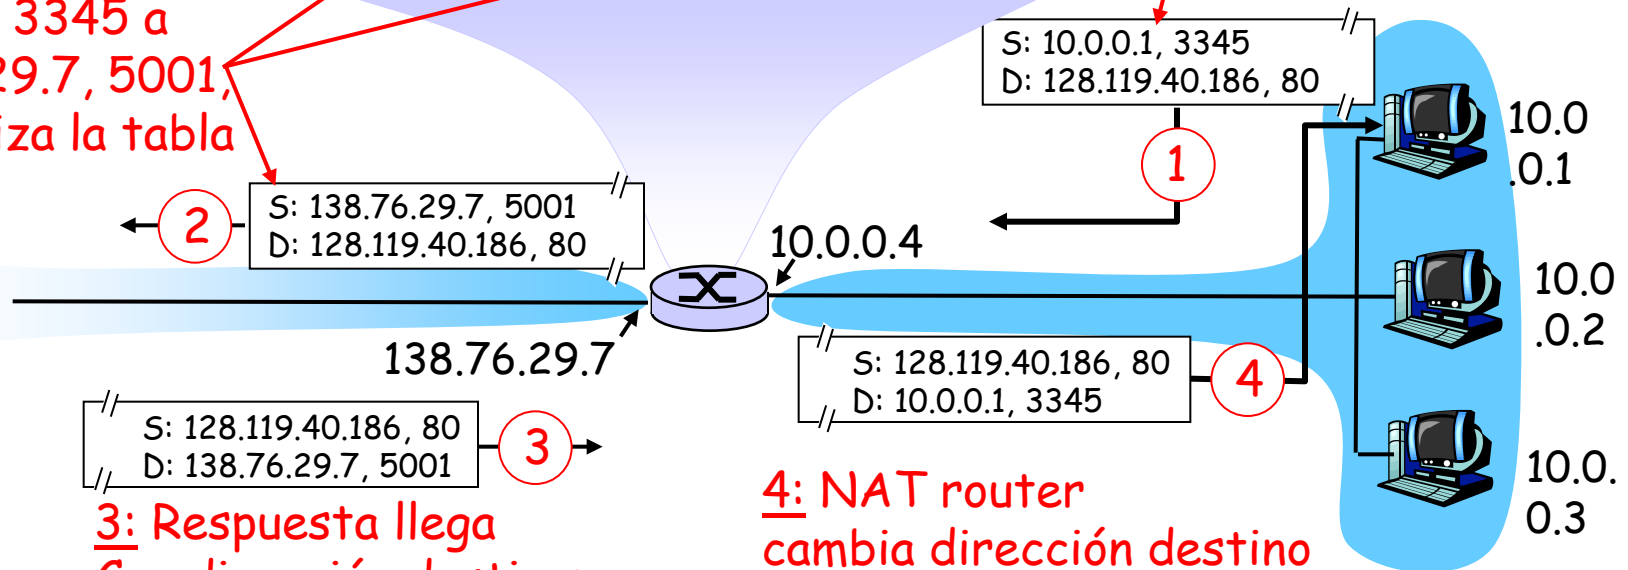 3345 a
29.7, 5001,
iza la tabla
S: 10.0.0.1, 3345
D: 128.119.40.186, 80
1
10.0
.0.1
2
S: 138.76.29.7, 5001
D: 128.119.40.186, 80
10.0.0.4
10.0
.0.2
138.76.29.7
S: 128.119.40.186, 80
D: 10.0.0.1, 3345
4
S: 128.119.40.186, 80
D: 138.76.29.7, 5001
3
10.0.
0.3
3: Respuesta llega
4: NAT router
cambia dirección destino